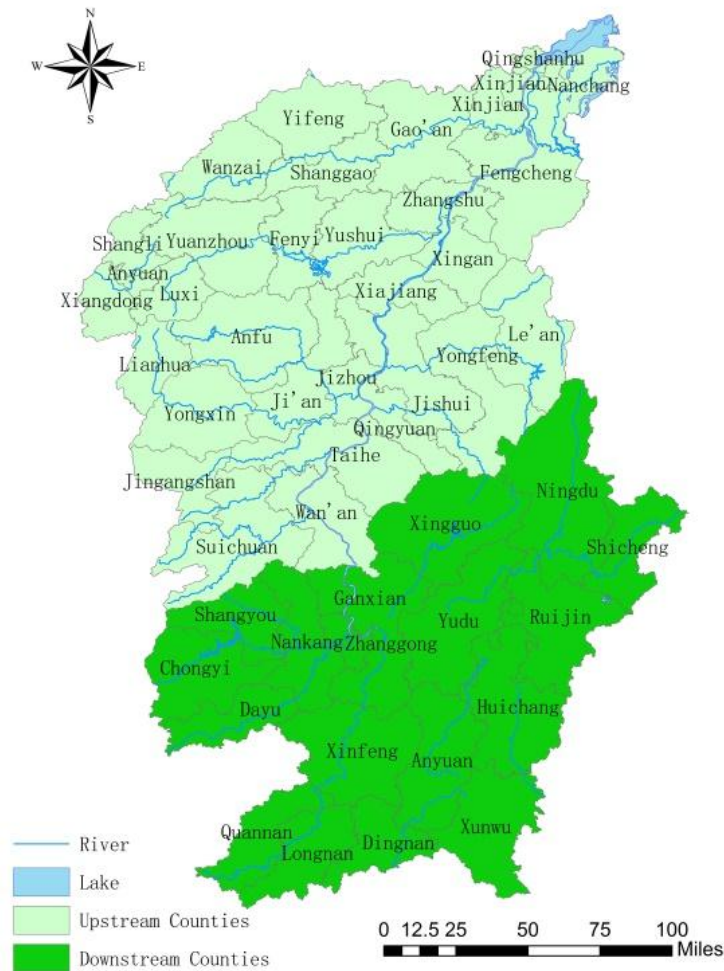 N
W E
S
Qingshanhu
Xinjian Nanchang
Xinjian
Yifeng
Gao'an
Wanzai
Shanggao
Fengcheng
Zhangshu
Shangli Yuanzhou Fenyi Yushui
Xingan
Anyuan
Xiangdong Luxi
Xiajiang
Anfu
Le'an
Lianhua
Yongfeng
Jizhou
Yongxin Ji'an Jishui
Qingyuan
Taihe
Jingangshan
Ningdu
Wan'an
Xingguo
Suichuan
Shicheng
Ganxian
Shangyou
Yudu Ruijin
Nankang Zhanggong
Chongyi
Dayu
Huichang
Xinfeng
Anyuan
Quannan
Xunwu
Longnan Dingnan
River
Lake
Upstream Counties
Downstream Counties
0 12.5 25 50 75 100
Miles